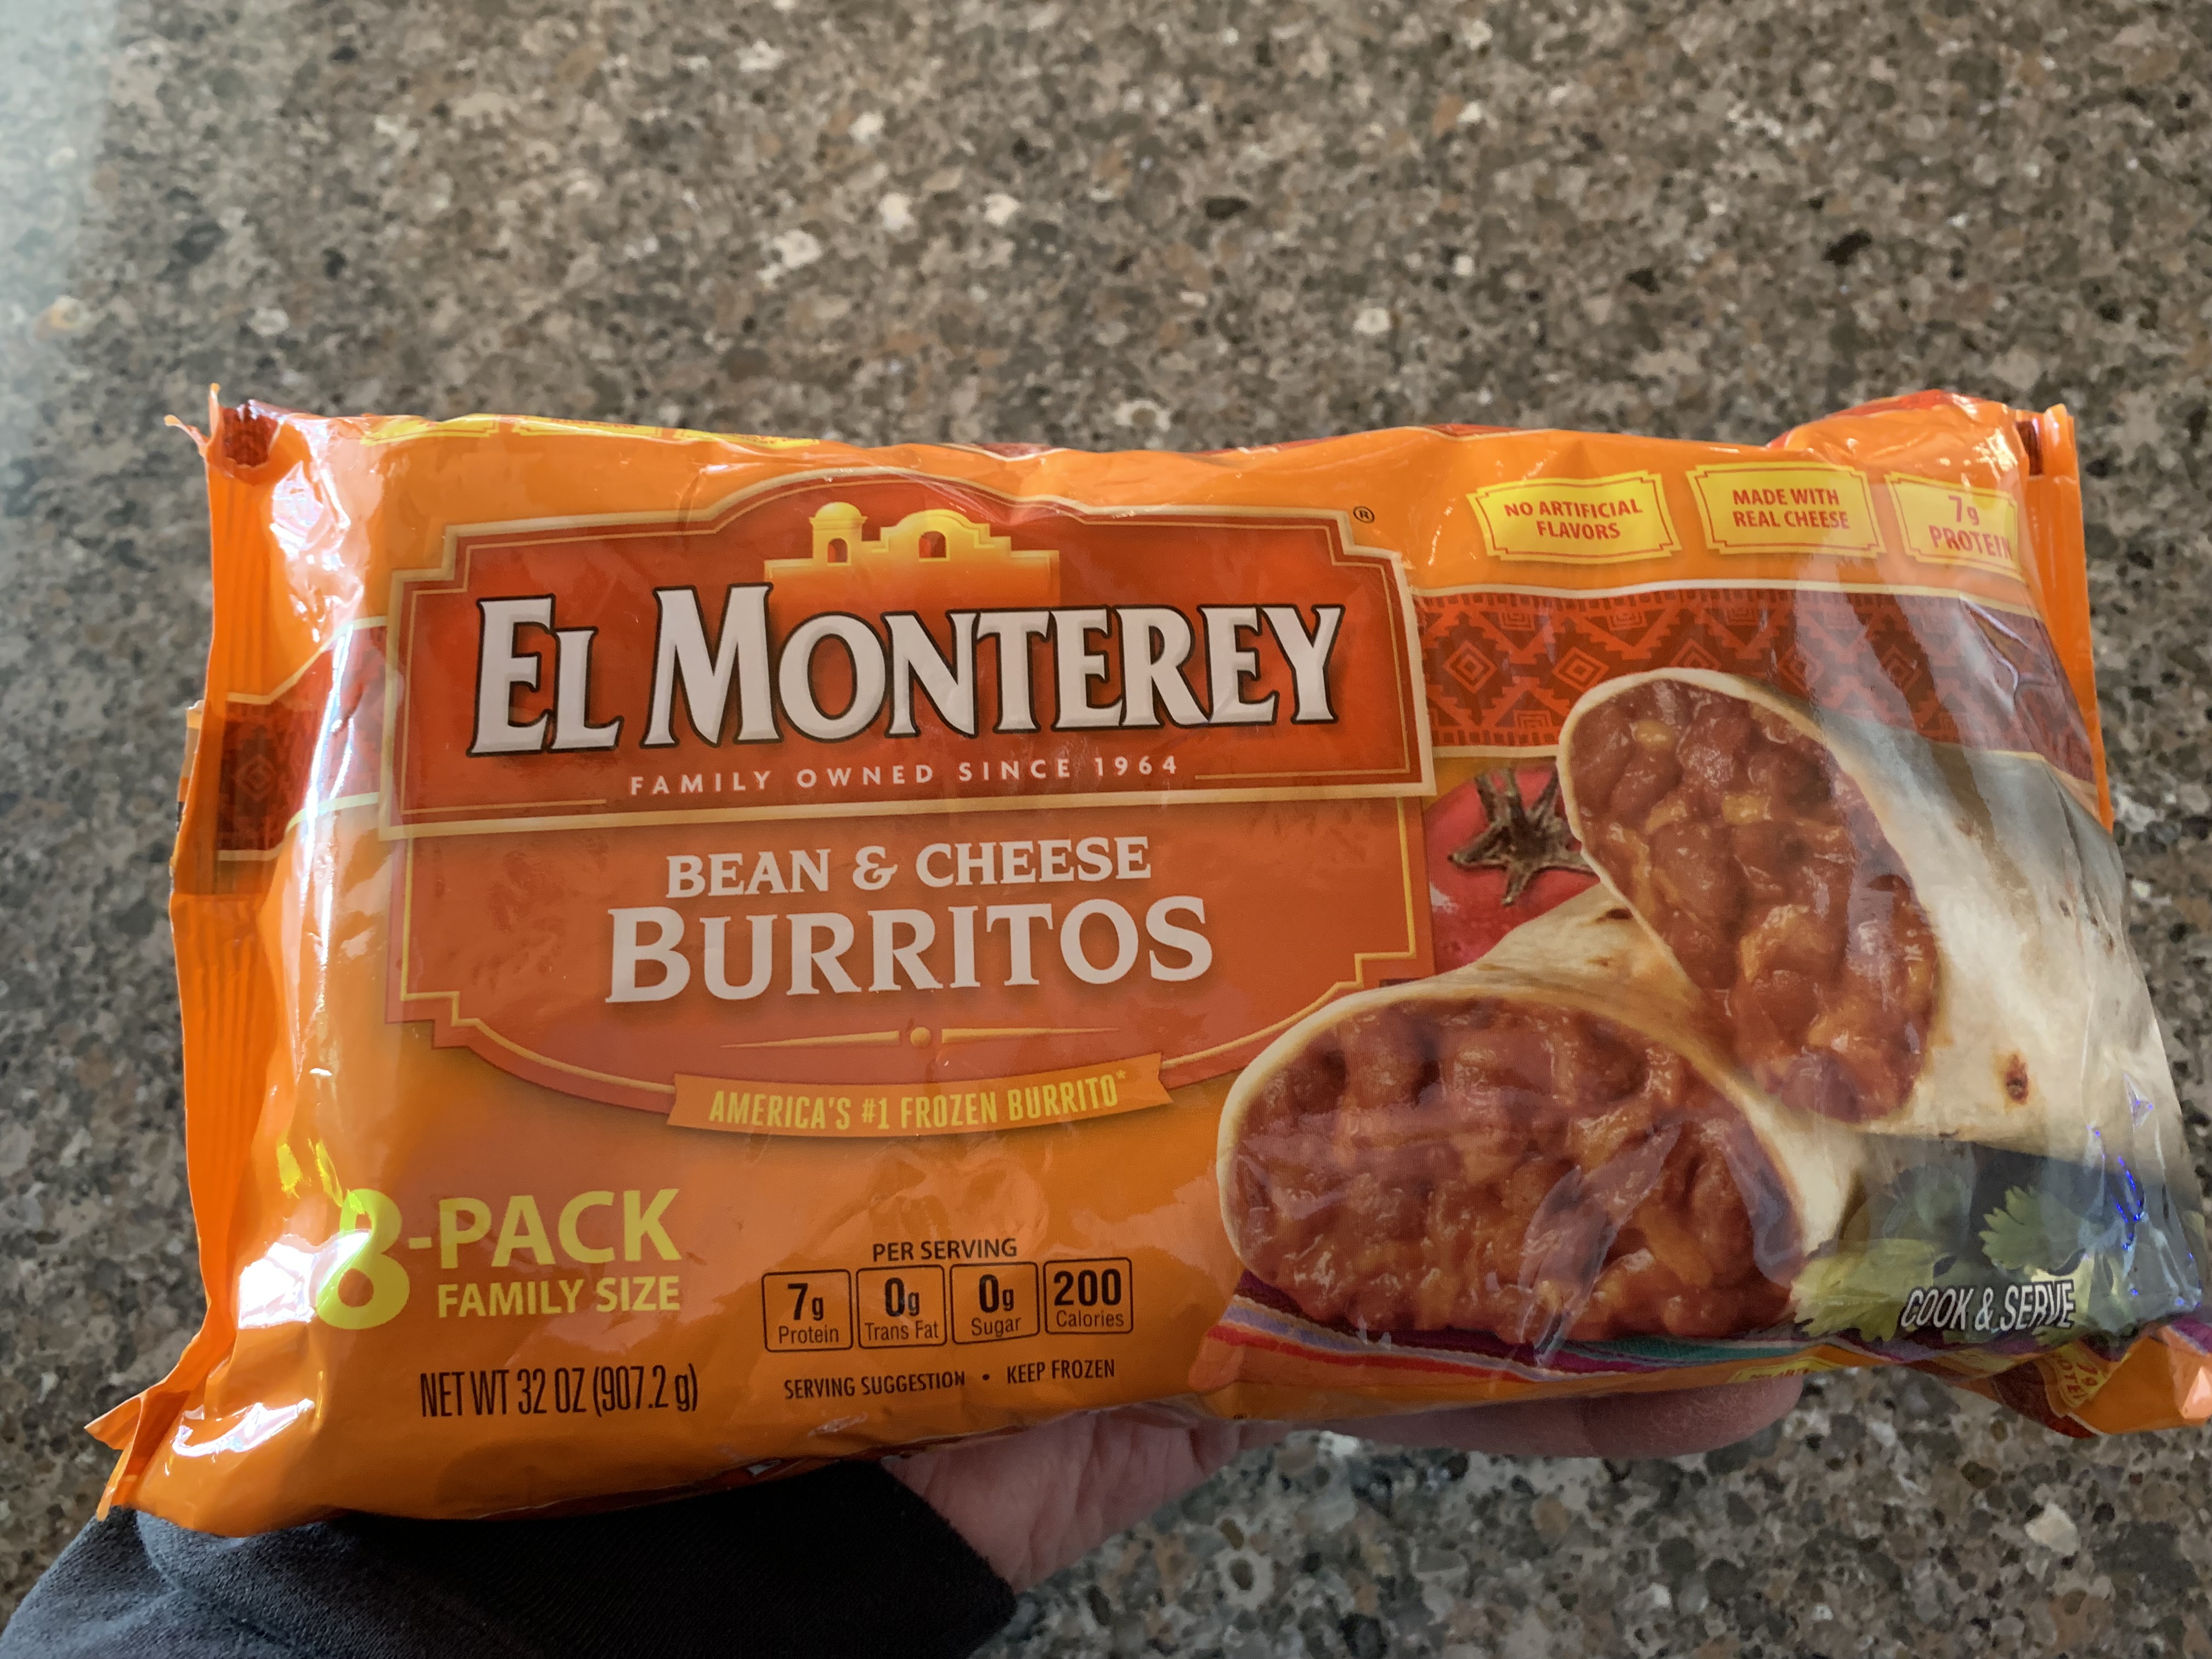 NO ARTIFICIAL
FLAVORS
MADE WITH
REAL CHEESE
7g
PROTEIN
EL MONTEREY®
FAMILY OWNED SINCE 1964
BEAN & CHEESE
BURRITOS
AMERICA'S #1 FROZEN BURRITO*
8-PACK
FAMILY SIZE
NET WT 32 OZ (907.2 g)
PER SERVING
7g Protein
0g Trans Fat
0g Sugar
200 Calories
SERVING SUGGESTION • KEEP FROZEN
COOK & SERVE